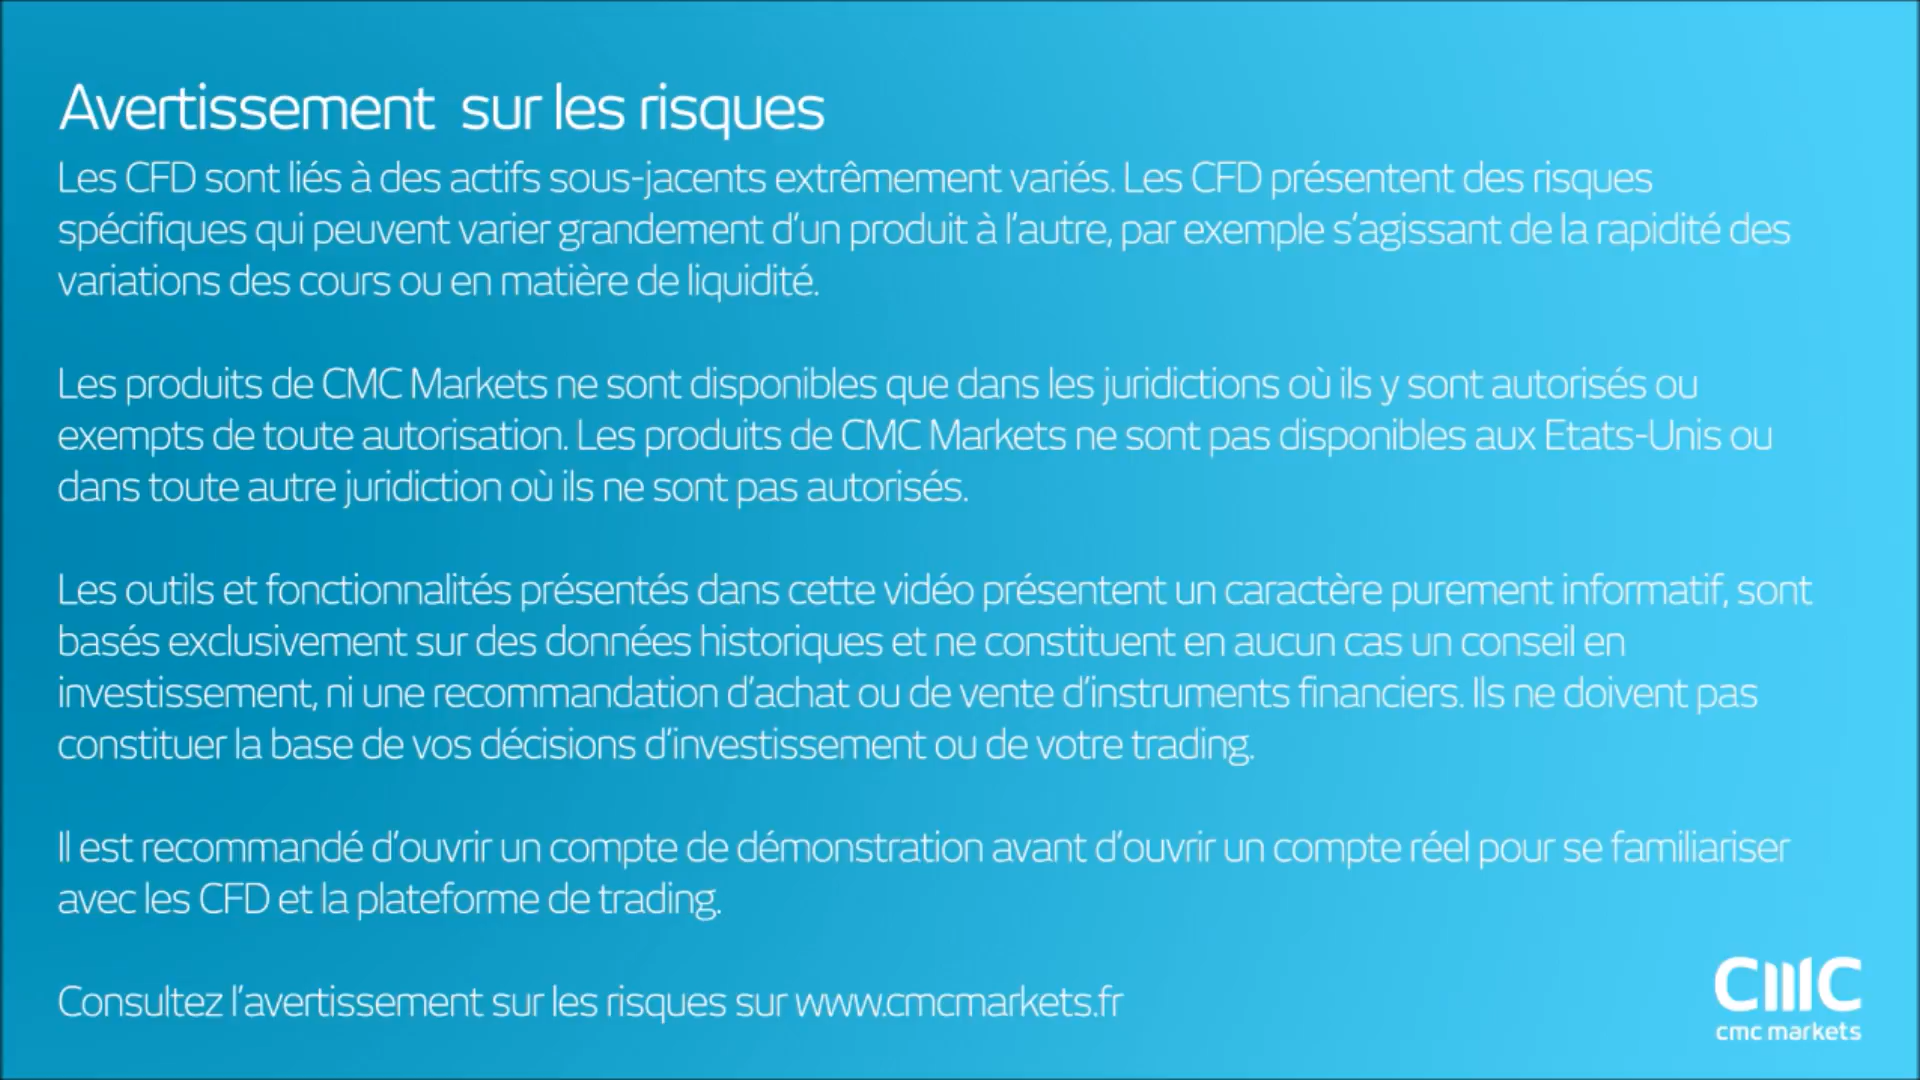 Avertissement sur les risques
Les CFD sont liés à des actifs sous-jacents extrêmement variés. Les CFD présentent des risques
spécifiques qui peuvent varier grandement d’un produit à l’autre, par exemple s’agissant de la rapidité des
variations des cours ou en matière de liquidité.
Les produits de CMC Markets ne sont disponibles que dans les juridictions où ils y sont autorisés ou
exempts de toute autorisation. Les produits de CMC Markets ne sont pas disponibles aux Etats-Unis ou
dans toute autre juridiction où ils ne sont pas autorisés.
Les outils et fonctionnalités présentés dans cette vidéo présentent un caractère purement informatif, sont
basés exclusivement sur des données historiques et ne constituent en aucun cas un conseil en
investissement, ni une recommandation d’achat ou de vente d’instruments financiers. Ils ne doivent pas
constituer la base de vos décisions d’investissement ou de votre trading.
Il est recommandé d’ouvrir un compte de démonstration avant d’ouvrir un compte réel pour se familiariser
avec les CFD et la plateforme de trading.
Consultez l’avertissement sur les risques sur www.cmcmarkets.fr
CMC
cmc markets